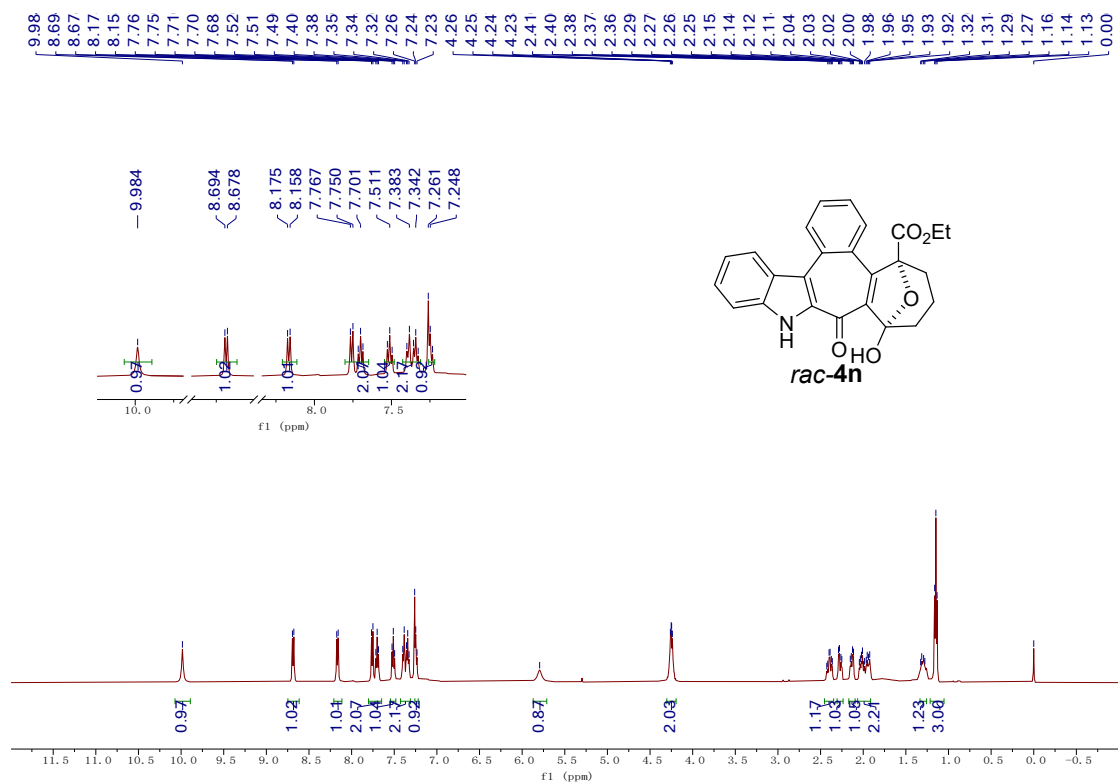 9.98 8.69 8.67 8.17 8.15 7.76 7.75 7.71 7.70 7.68 7.52 7.51 7.49 7.40 7.38 7.35 7.34 7.32 7.26 7.24 7.23 4.26 4.25 4.24 4.23 2.41 2.40 2.38 2.37 2.36 2.29 2.27 2.26 2.25 2.15 2.14 2.12 2.11 2.04 2.03 2.02 2.00 1.98 1.96 1.95 1.93 1.92 1.32 1.31 1.29 1.27 1.16 1.14 1.13 0.00
9.984 8.694 8.678 8.175 8.158 7.767 7.750 7.701 7.511 7.383 7.342 7.261 7.248
CO₂Et
O
N
H
O
HO
rac-4n
0.97 1.02 1.01 2.07 1.04 2.17 0.92
10.0 8.0 7.5
f1 (ppm)
0.97 1.02 1.01 2.07 1.04 2.17 0.92 0.87 2.03 1.17 1.03 1.05 2.21 1.23 3.00
11.5 11.0 10.5 10.0 9.5 9.0 8.5 8.0 7.5 7.0 6.5 6.0 5.5 5.0 4.5 4.0 3.5 3.0 2.5 2.0 1.5 1.0 0.5 0.0 -0.5
f1 (ppm)